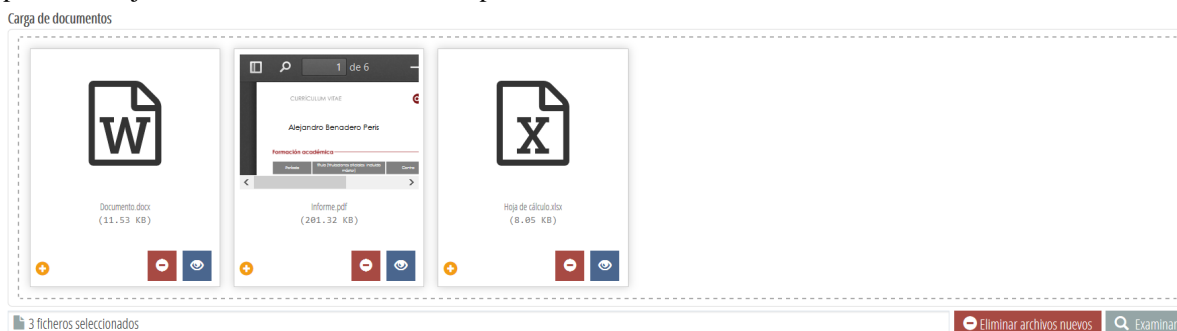 Carga de documentos
1 de 6
CURRICULUM VITAE
Alejandro Benadero Peris
Formación académica
W
X
Documento.docx
(11.53 KB)
informe.pdf
(201.32 KB)
Hoja de cálculo.xlsx
(8.05 KB)
3 ficheros seleccionados
Eliminar archivos nuevos
Examinar